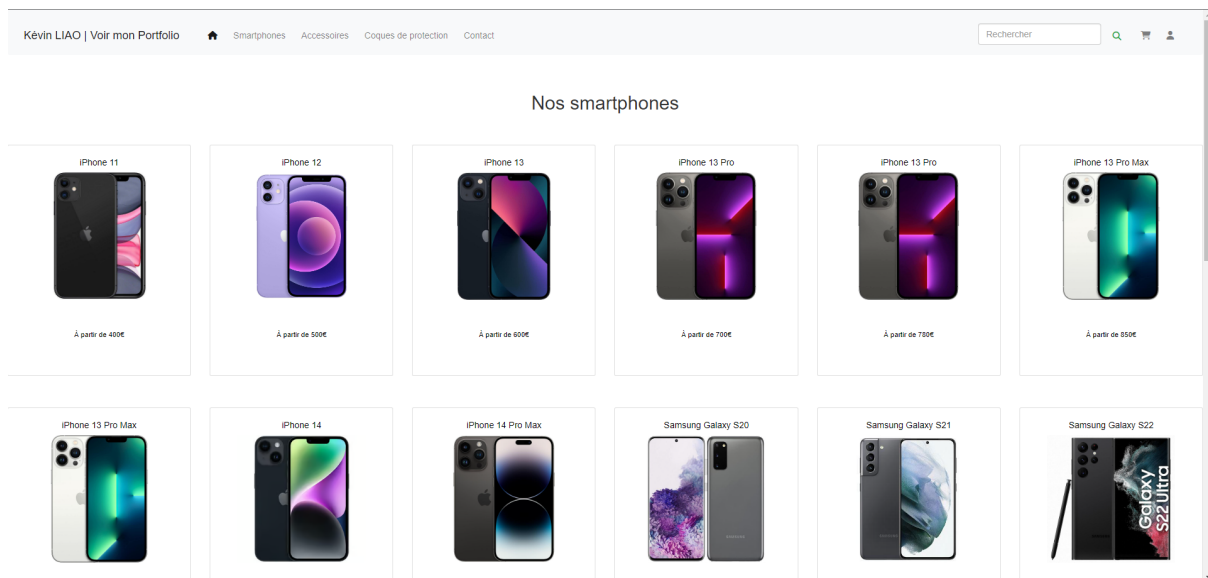 Kévin LIAO | Voir mon Portfolio Smartphones Accessoires Coques de protection Contact Rechercher
Nos smartphones
iPhone 11 iPhone 12 iPhone 13 iPhone 13 Pro iPhone 13 Pro iPhone 13 Pro Max
À partir de 400€ À partir de 500€ À partir de 600€ À partir de 700€ À partir de 780€ À partir de 850€
iPhone 13 Pro Max iPhone 14 iPhone 14 Pro Max Samsung Galaxy S20 Samsung Galaxy S21 Samsung Galaxy S22
Galaxy
S22 Ultra